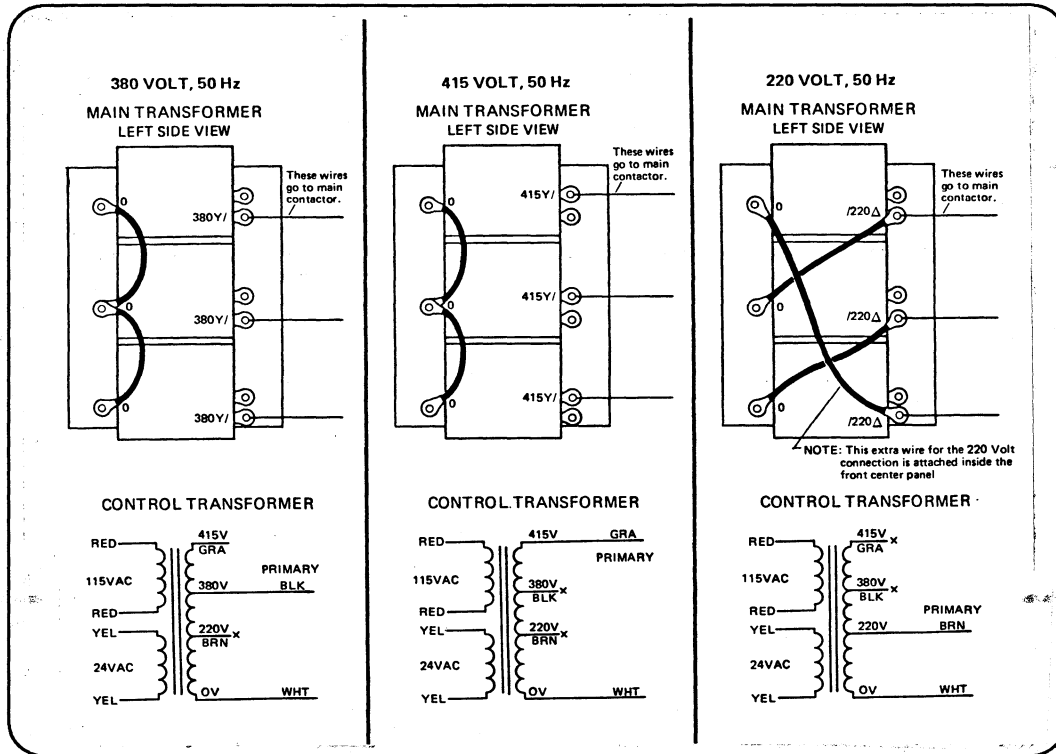 380 VOLT, 50 Hz
MAIN TRANSFORMER
LEFT SIDE VIEW
These wires
go to main
contactor.
0
380Y/
0
380Y/
0
380Y/
CONTROL TRANSFORMER
RED
415V
GRA
115VAC
PRIMARY
380V
BLK
RED
YEL
220V x
BRN
24VAC
YEL
OV
WHT
415 VOLT, 50 Hz
MAIN TRANSFORMER
LEFT SIDE VIEW
These wires
go to main
contactor.
0
415Y/
0
415Y/
0
415Y/
CONTROL TRANSFORMER
RED
415V
GRA
PRIMARY
115VAC
380V x
BLK
RED
YEL
220V x
BRN
24VAC
YEL
OV
WHT
220 VOLT, 50 Hz
MAIN TRANSFORMER
LEFT SIDE VIEW
These wires
go to main
contactor.
0
/220Δ
0
/220Δ
0
/220Δ
NOTE: This extra wire for the 220 Volt
connection is attached inside the
front center panel
CONTROL TRANSFORMER
RED
415V x
GRA
115VAC
380V x
BLK
RED
PRIMARY
YEL
220V
BRN
24VAC
YEL
OV
WHT